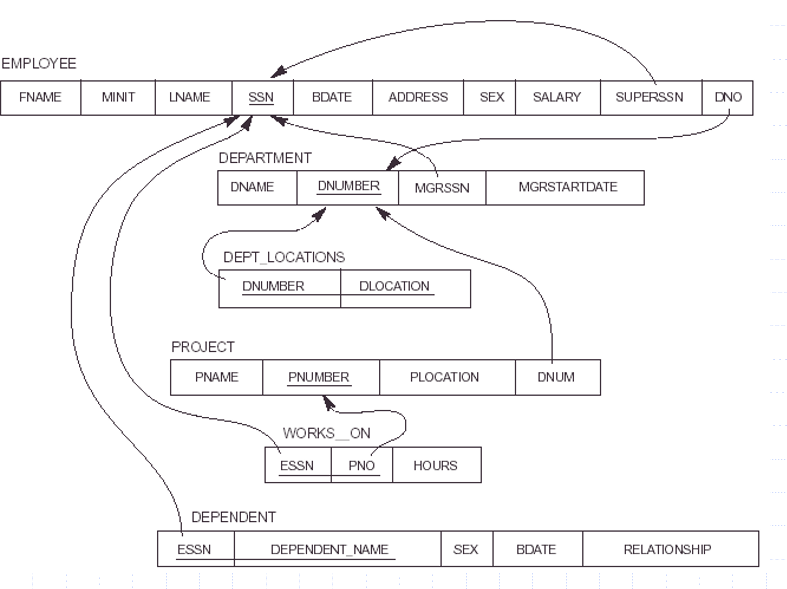 EMPLOYEE
FNAME MINIT LNAME SSN BDATE ADDRESS SEX SALARY SUPERSSN DNO
DEPARTMENT
DNAME DNUMBER MGRSSN MGRSTARTDATE
DEPT_LOCATIONS
DNUMBER DLOCATION
PROJECT
PNAME PNUMBER PLOCATION DNUM
WORKS_ON
ESSN PNO HOURS
DEPENDENT
ESSN DEPENDENT_NAME SEX BDATE RELATIONSHIP